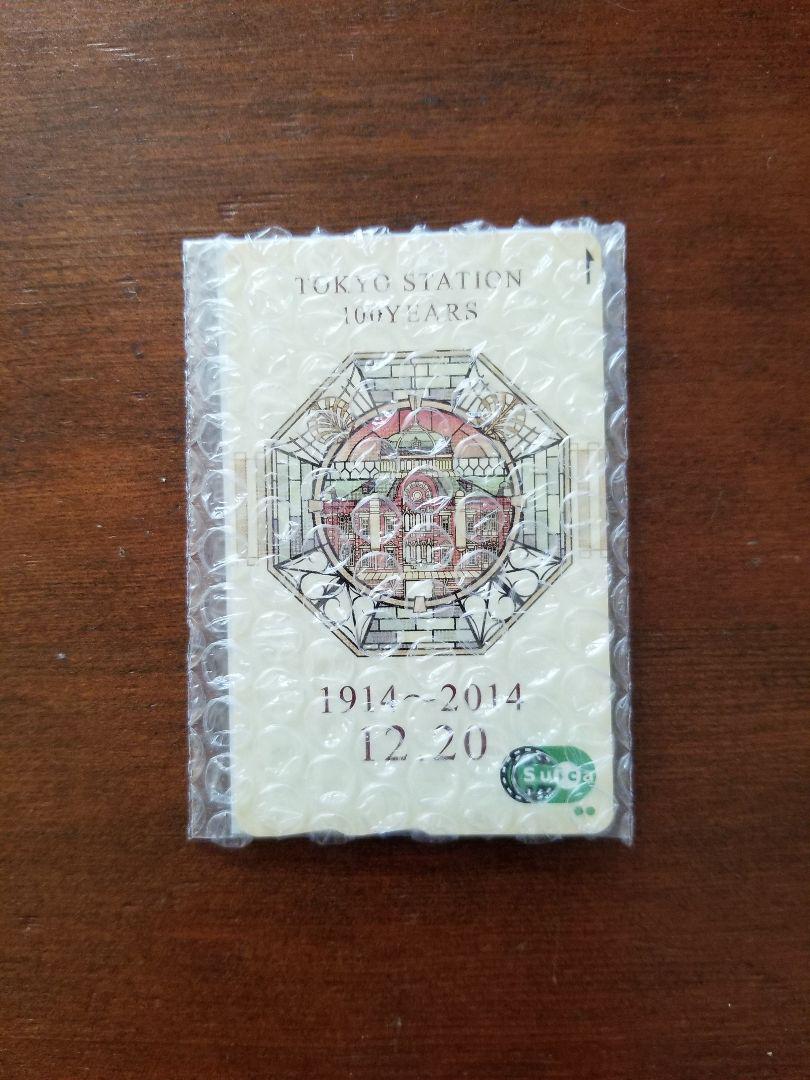 TOKYO STATION
100YEARS
1914〜2014
12.20
Suica